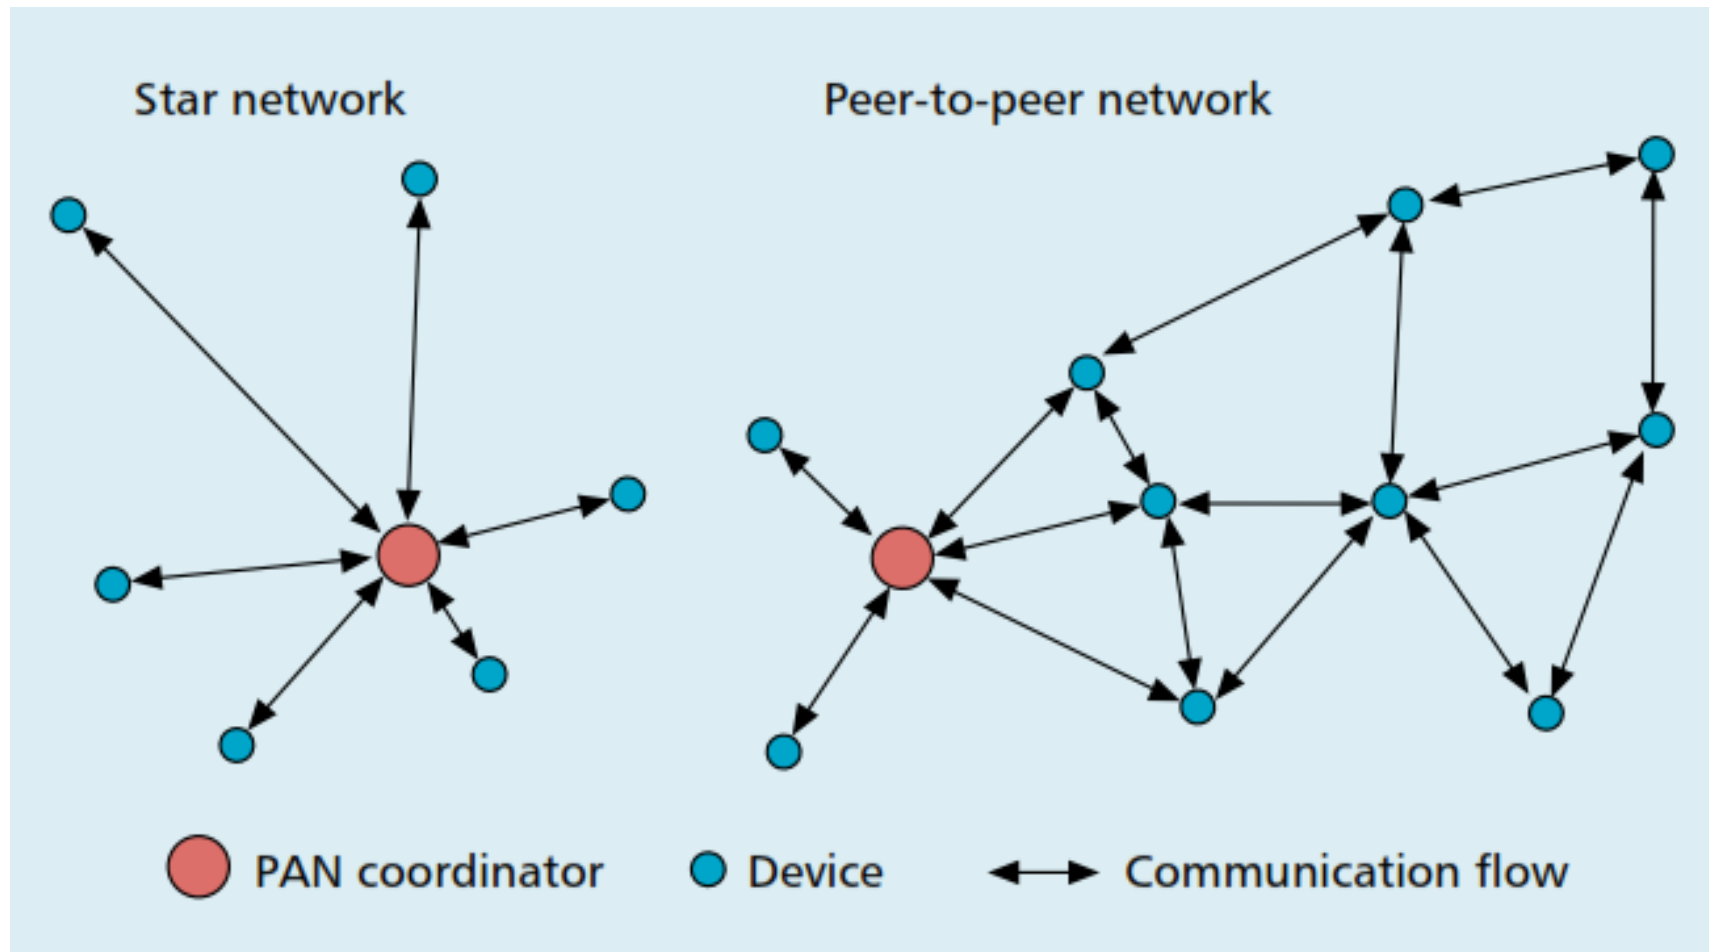 Star network
Peer-to-peer network
PAN coordinator
Device
Communication flow